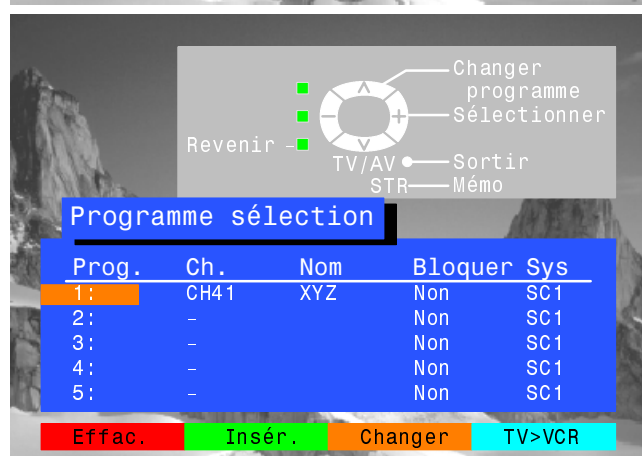 Changer
programme
Sélectionner
Revenir
TV/AV
Sortir
STR
Mémo
Programme sélection
Prog. Ch. Nom Bloquer Sys
1: CH41 XYZ Non SC1
2: - Non SC1
3: - Non SC1
4: - Non SC1
5: - Non SC1
Effac. Insér. Changer TV>VCR